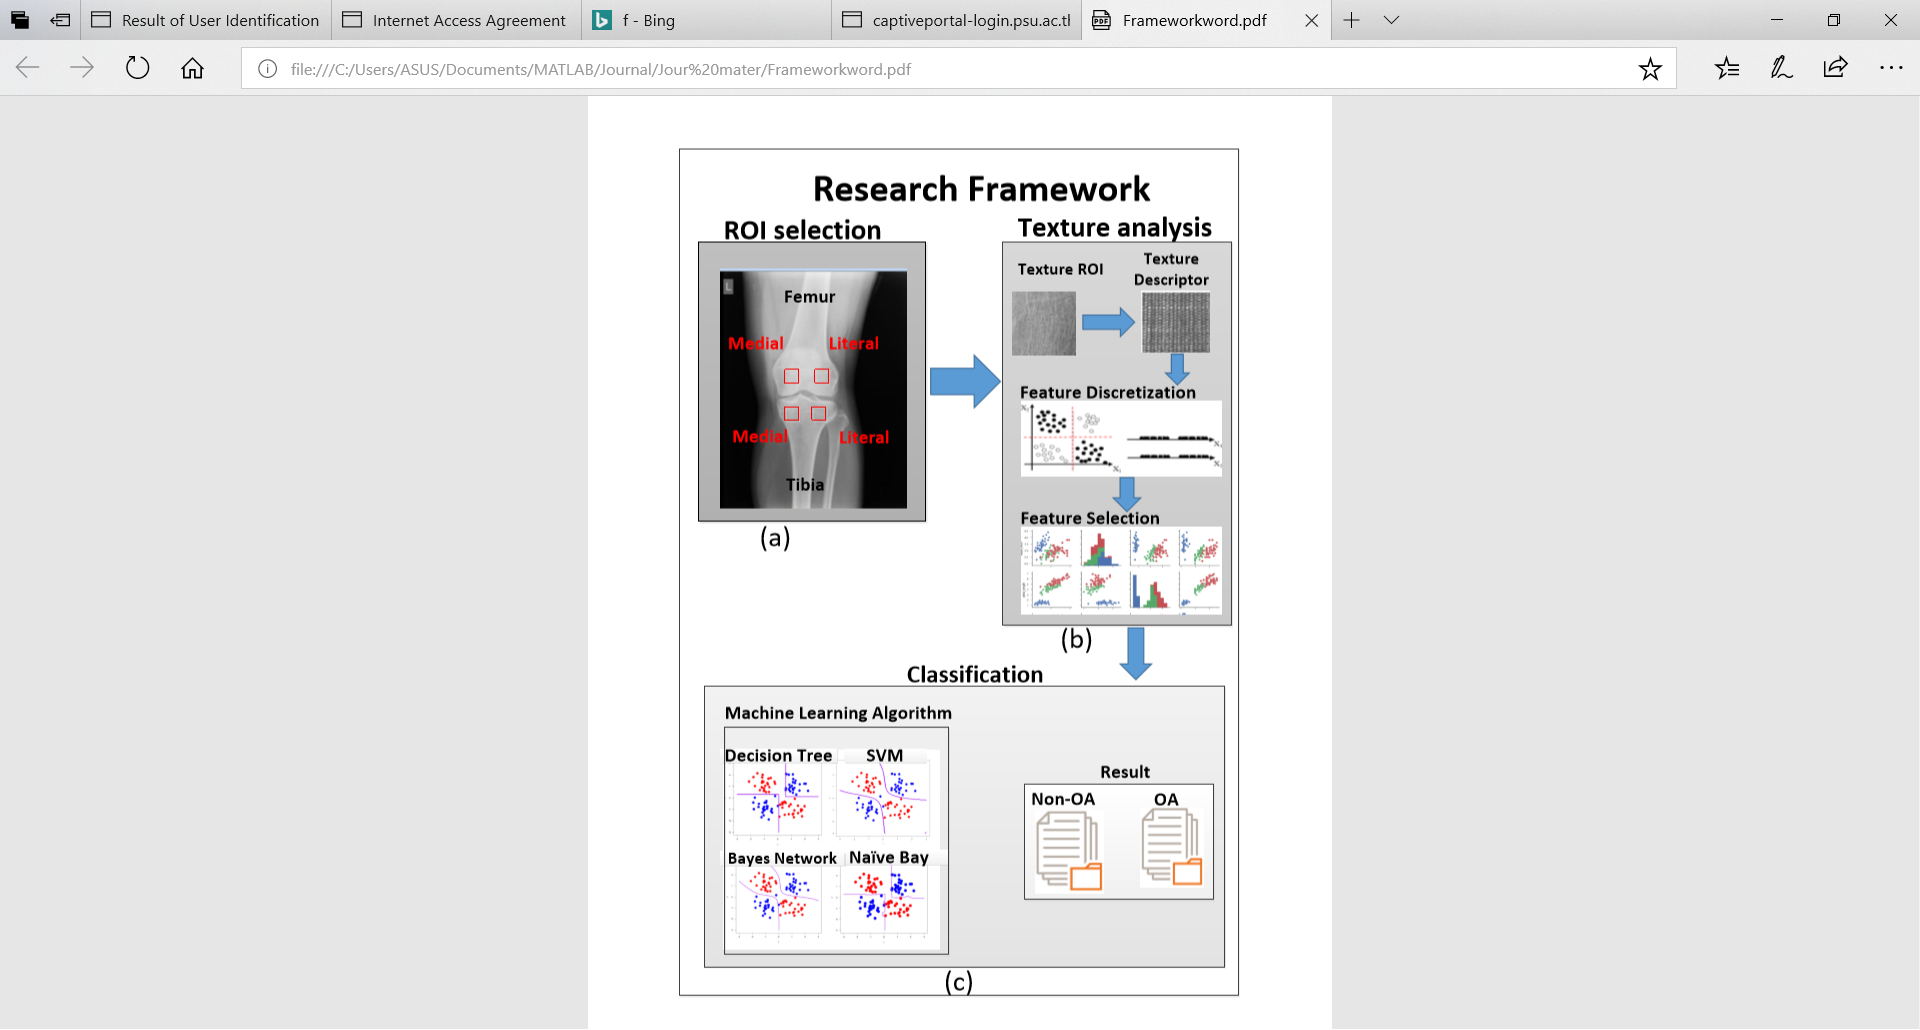 Result of User Identification
Internet Access Agreement
f - Bing
captiveportal-login.psu.ac.tl
Frameworkword.pdf
file:///C:/Users/ASUS/Documents/MATLAB/Journal/Jour%20mater/Frameworkword.pdf
Research Framework
ROI selection
L
Femur
Medial Literal
Medial Literal
Tibia
(a)
Texture analysis
Texture ROI
Texture
Descriptor
Feature Discretization
X₁
Feature Selection
(b)
Classification
Machine Learning Algorithm
Decision Tree SVM
Bayes Network Naïve Bay
Result
Non-OA OA
(c)